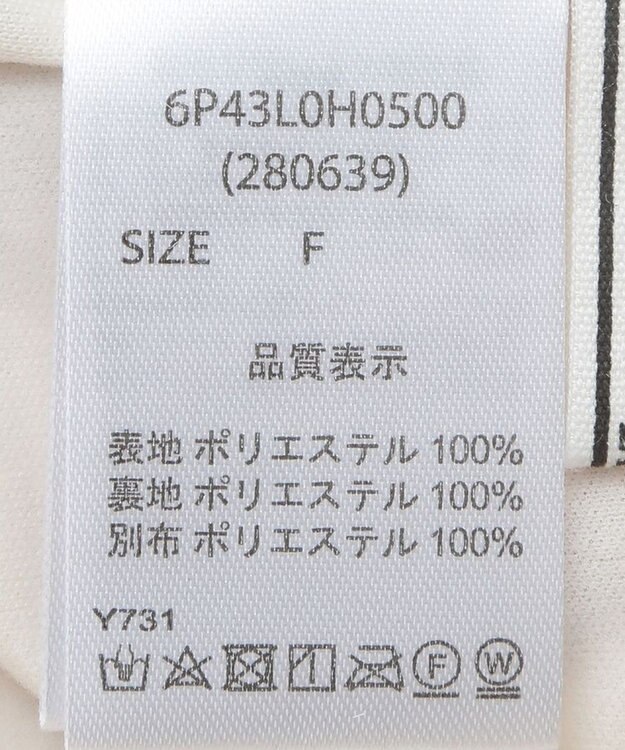 6P43L0H0500
(280639)
SIZE F
品質表示
表地 ポリエステル 100%
裏地 ポリエステル 100%
別布 ポリエステル 100%
Y731
F W